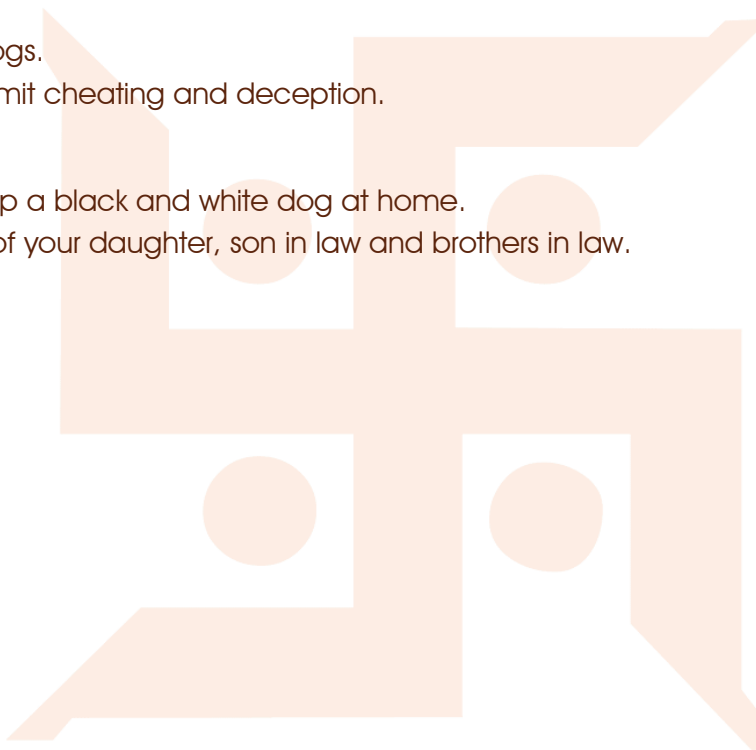 ogs.
mit cheating and deception.
p a black and white dog at home.
of your daughter, son in law and brothers in law.